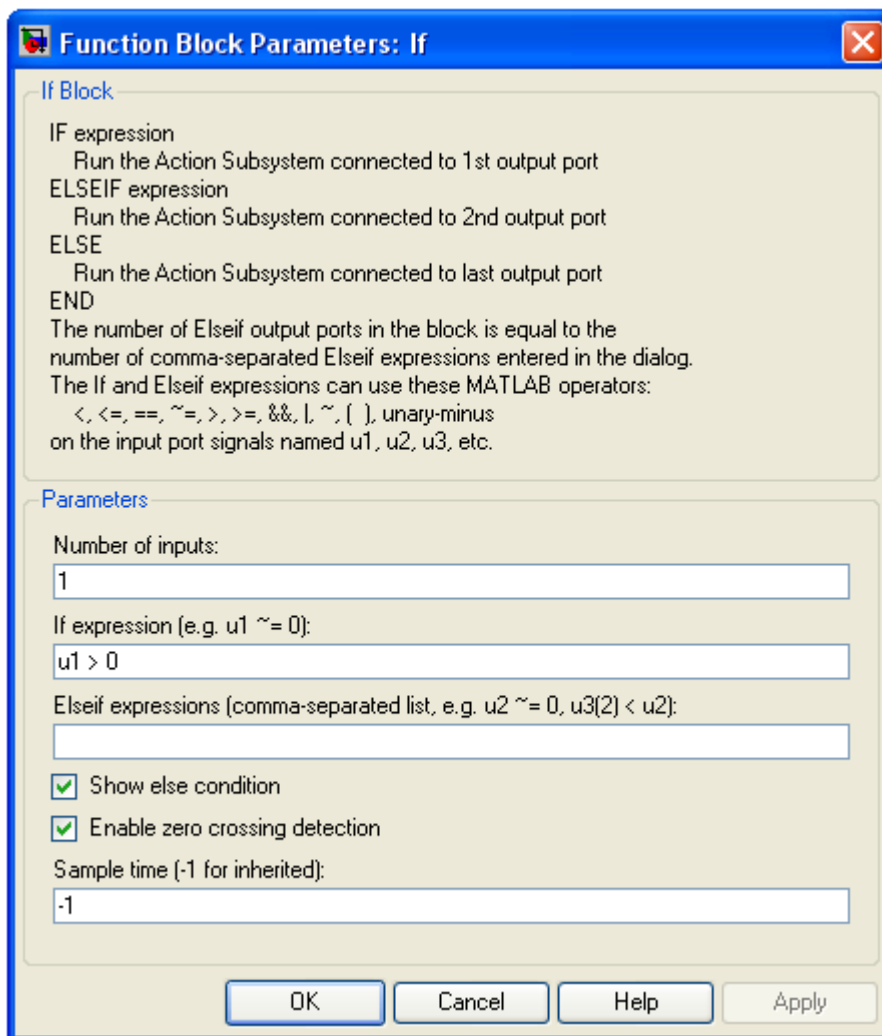 Function Block Parameters: If
If Block
IF expression
Run the Action Subsystem connected to 1st output port
ELSEIF expression
Run the Action Subsystem connected to 2nd output port
ELSE
Run the Action Subsystem connected to last output port
END
The number of Elseif output ports in the block is equal to the
number of comma-separated Elseif expressions entered in the dialog.
The If and Elseif expressions can use these MATLAB operators:
<, <=, ==, ~=, >, >=, &&, |, ~, ( ), unary-minus
on the input port signals named u1, u2, u3, etc.
Parameters
Number of inputs:
1
If expression (e.g. u1 ~= 0):
u1 > 0
Elseif expressions (comma-separated list, e.g. u2 ~= 0, u3(2) < u2):
Show else condition
Enable zero crossing detection
Sample time (-1 for inherited):
-1
OK Cancel Help Apply